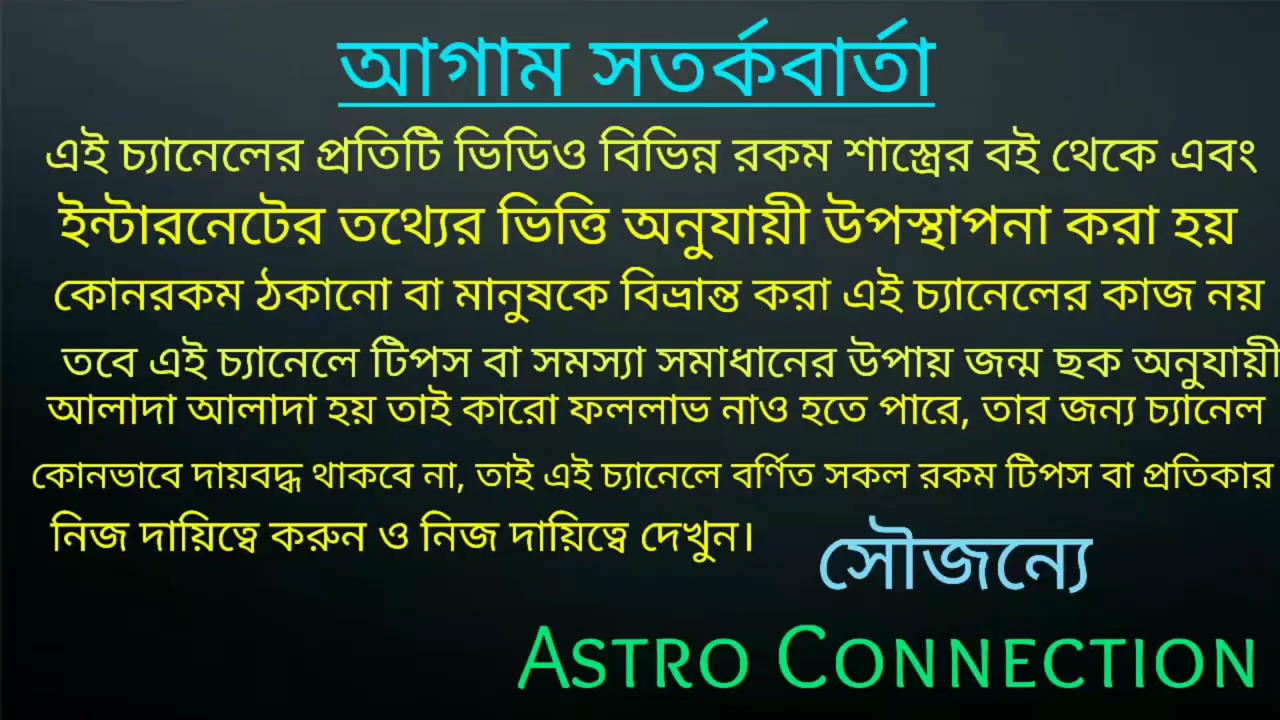 আগাম সতর্কবার্তা
এই চ্যানেলের প্রতিটি ভিডিও বিভিন্ন রকম শাস্ত্রের বই থেকে এবং
ইন্টারনেটের তথ্যের ভিত্তি অনুযায়ী উপস্থাপনা করা হয়
কোনরকম ঠকানো বা মানুষকে বিভ্রান্ত করা এই চ্যানেলের কাজ নয়
তবে এই চ্যানেলে টিপস বা সমস্যা সমাধানের উপায় জন্ম ছক অনুযায়ী
আলাদা আলাদা হয় তাই কারো ফললাভ নাও হতে পারে, তার জন্য চ্যানেল
কোনভাবে দায়বদ্ধ থাকবে না, তাই এই চ্যানেলে বর্ণিত সকল রকম টিপস বা প্রতিকার
নিজ দায়িত্বে করুন ও নিজ দায়িত্বে দেখুন।
সৌজন্যে
Astro Connection